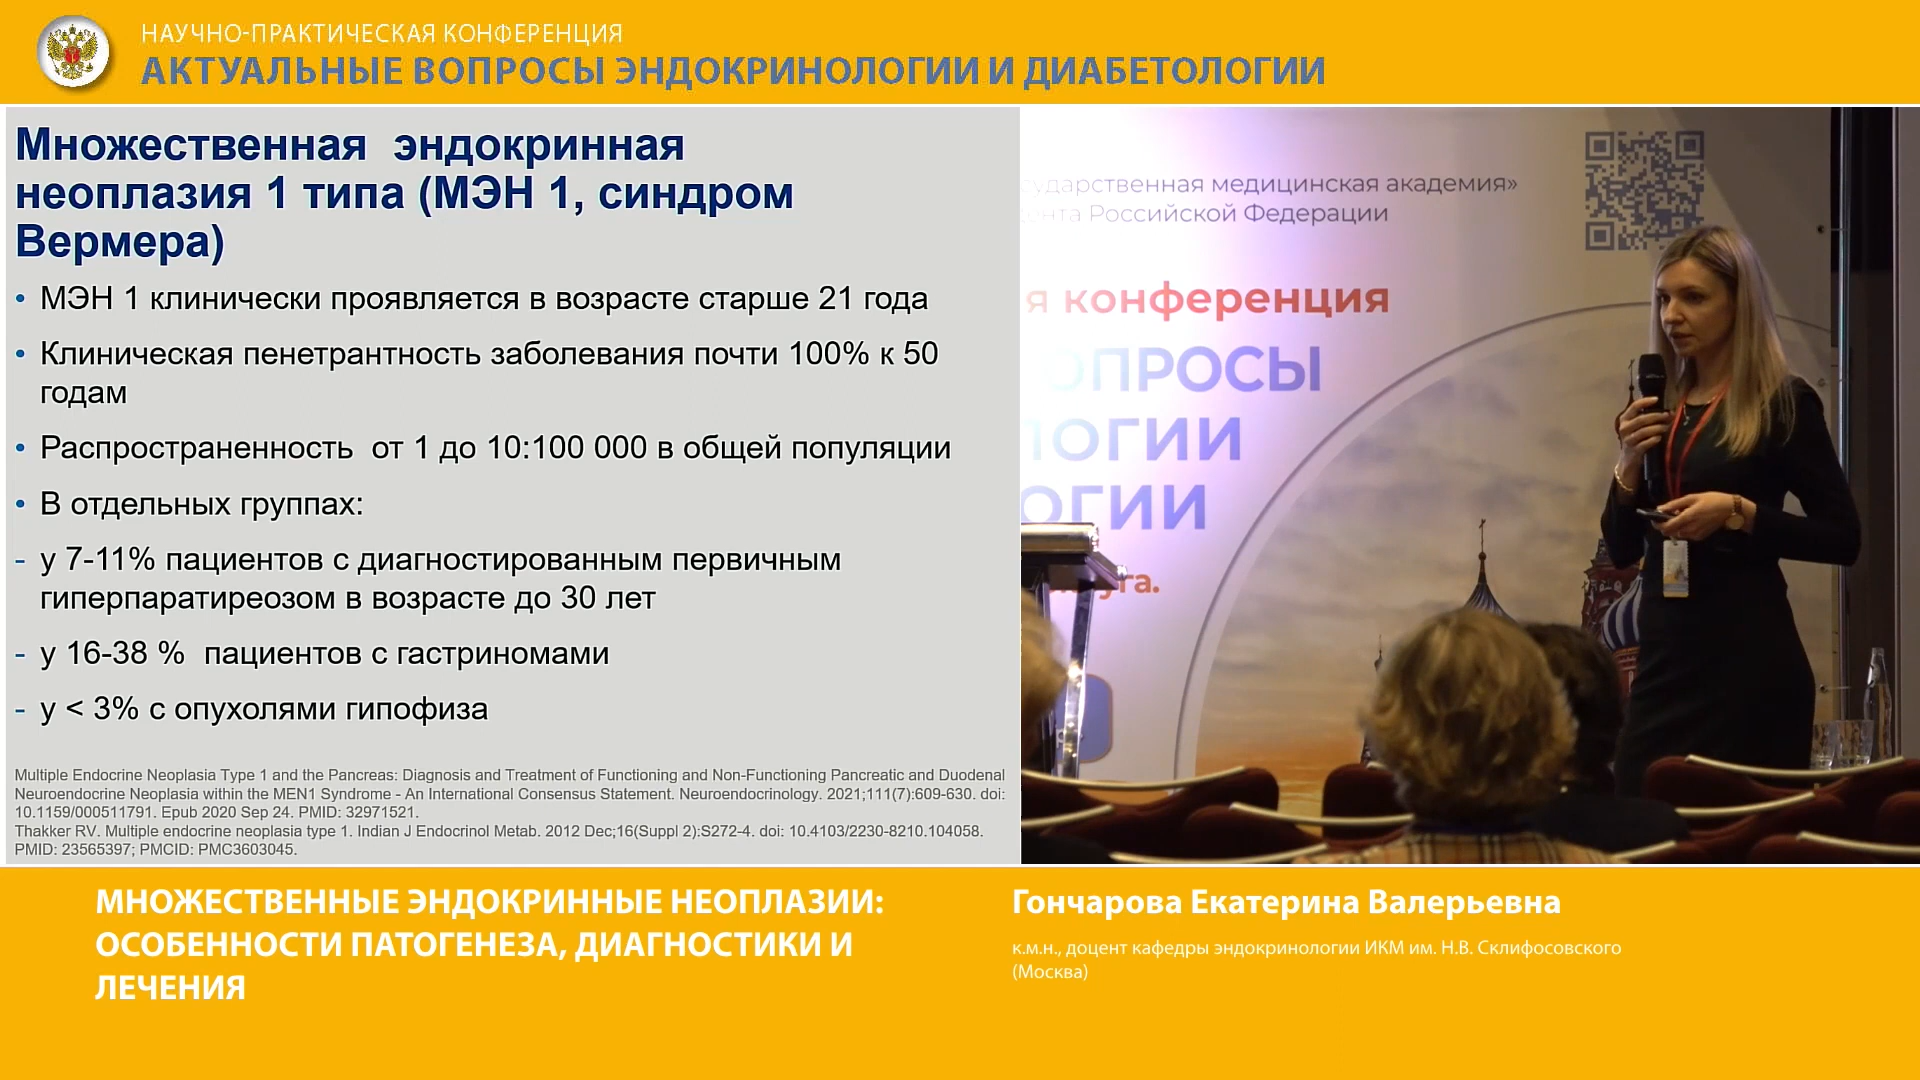 НАУЧНО-ПРАКТИЧЕСКАЯ КОНФЕРЕНЦИЯ
АКТУАЛЬНЫЕ ВОПРОСЫ ЭНДОКРИНОЛОГИИ И ДИАБЕТОЛОГИИ
Множественная эндокринная
неоплазия 1 типа (МЭН 1, синдром
Вермера)
• МЭН 1 клинически проявляется в возрасте старше 21 года
• Клиническая пенетрантность заболевания почти 100% к 50
годам
• Распространенность от 1 до 10:100 000 в общей популяции
• В отдельных группах:
- у 7-11% пациентов с диагностированным первичным
гиперпаратиреозом в возрасте до 30 лет
- у 16-38 % пациентов с гастриномами
- у < 3% с опухолями гипофиза
Multiple Endocrine Neoplasia Type 1 and the Pancreas: Diagnosis and Treatment of Functioning and Non-Functioning Pancreatic and Duodenal
Neuroendocrine Neoplasia within the MEN1 Syndrome - An International Consensus Statement. Neuroendocrinology. 2021;111(7):609-630. doi:
10.1159/000511791. Epub 2020 Sep 24. PMID: 32971521.
Thakker RV. Multiple endocrine neoplasia type 1. Indian J Endocrinol Metab. 2012 Dec;16(Suppl 2):S272-4. doi: 10.4103/2230-8210.104058.
PMID: 23565397; PMCID: PMC3603045.
сударственная медицинская академия»
дента Российской Федерации
я конференция
ОПРОСЫ
ЛОГИИ
ОГИИ
га.
МНОЖЕСТВЕННЫЕ ЭНДОКРИННЫЕ НЕОПЛАЗИИ:
ОСОБЕННОСТИ ПАТОГЕНЕЗА, ДИАГНОСТИКИ И
ЛЕЧЕНИЯ
Гончарова Екатерина Валерьевна
к.м.н., доцент кафедры эндокринологии ИКМ им. Н.В. Склифосовского
(Москва)